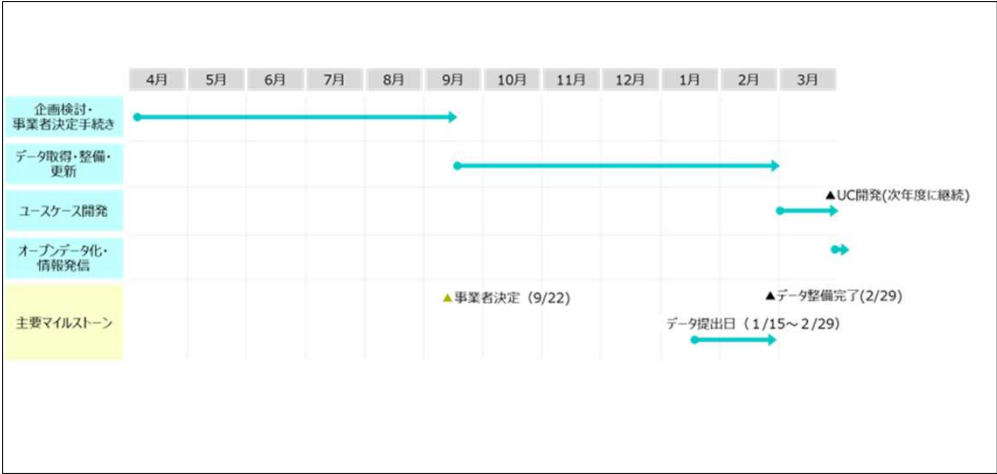 4月 5月 6月 7月 8月 9月 10月 11月 12月 1月 2月 3月
企画検討・
事業者決定手続き
データ取得・整備・
更新
▲UC開発(次年度に継続)
ユースケース開発
オープンデータ化・
情報発信
▲事業者決定（9/22)
▲データ整備完了(2/29)
主要マイルストーン
データ提出日（１/15～２/29）